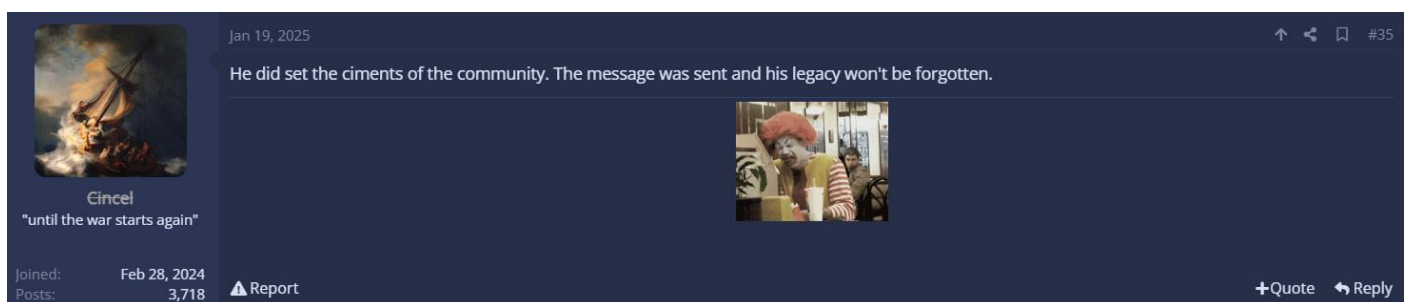 Jan 19, 2025
#35
He did set the ciments of the community. The message was sent and his legacy won't be forgotten.
Cincel
"until the war starts again"
Joined: Feb 28, 2024
Posts: 3,718
Report
Quote
Reply